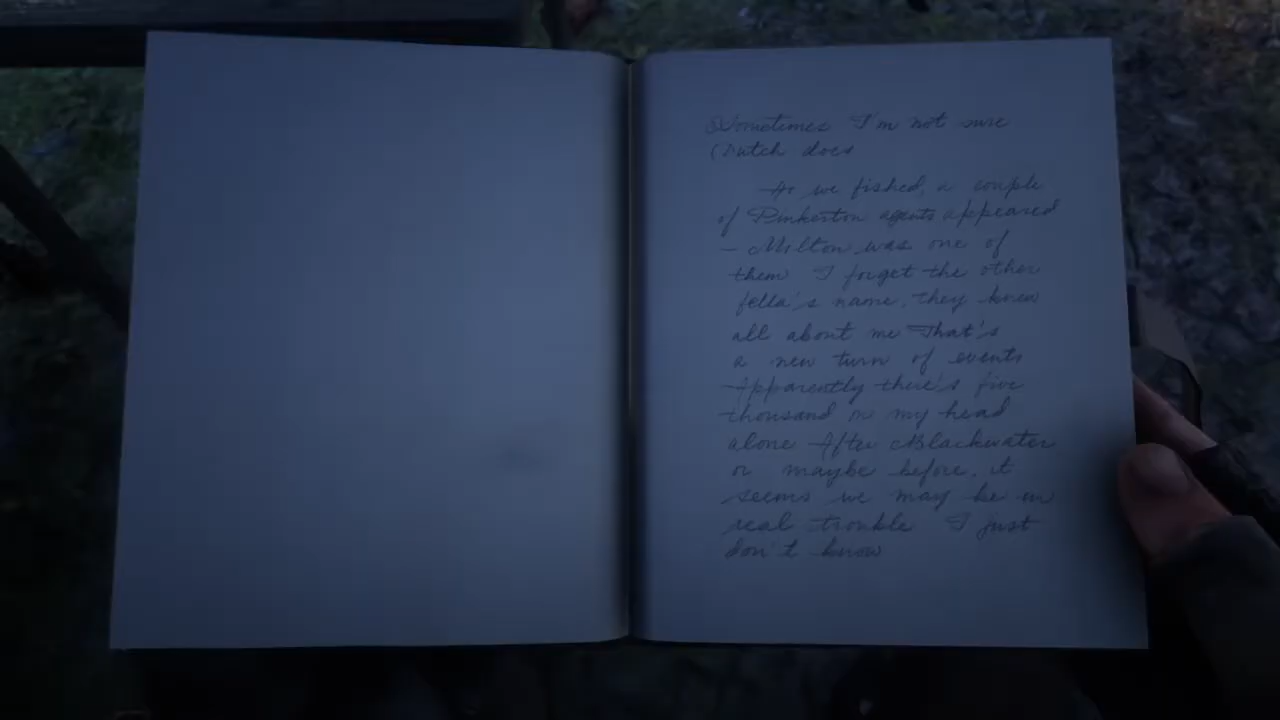 Sometimes I'm not sure
Dutch does
As we fished, a couple
of Pinkerton agents appeared
- Milton was one of
them I forget the other
fella's name, they knew
all about me That's
a new turn of events
Apparently there's five
thousand on my head
alone After Blackwater
or maybe before, it
seems we may be in
real trouble I just
don't know